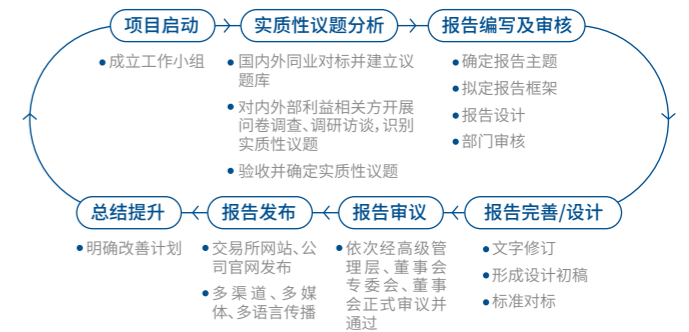 项目启动
• 成立工作小组
实质性议题分析
• 国内外同业对标并建立议
题库
• 对内外部利益相关方开展
问卷调查、调研访谈，识别
实质性议题
• 验收并确定实质性议题
报告编写及审核
• 确定报告主题
• 拟定报告框架
• 报告设计
• 部门审核
报告完善/设计
• 文字修订
• 形成设计初稿
• 标准对标
报告审议
• 依次经高级管
理层、董事会
专委会、董事
会正式审议并
通过
报告发布
• 交易所网站、公
司官网发布
• 多渠道、多媒
体、多语言传播
总结提升
• 明确改善计划